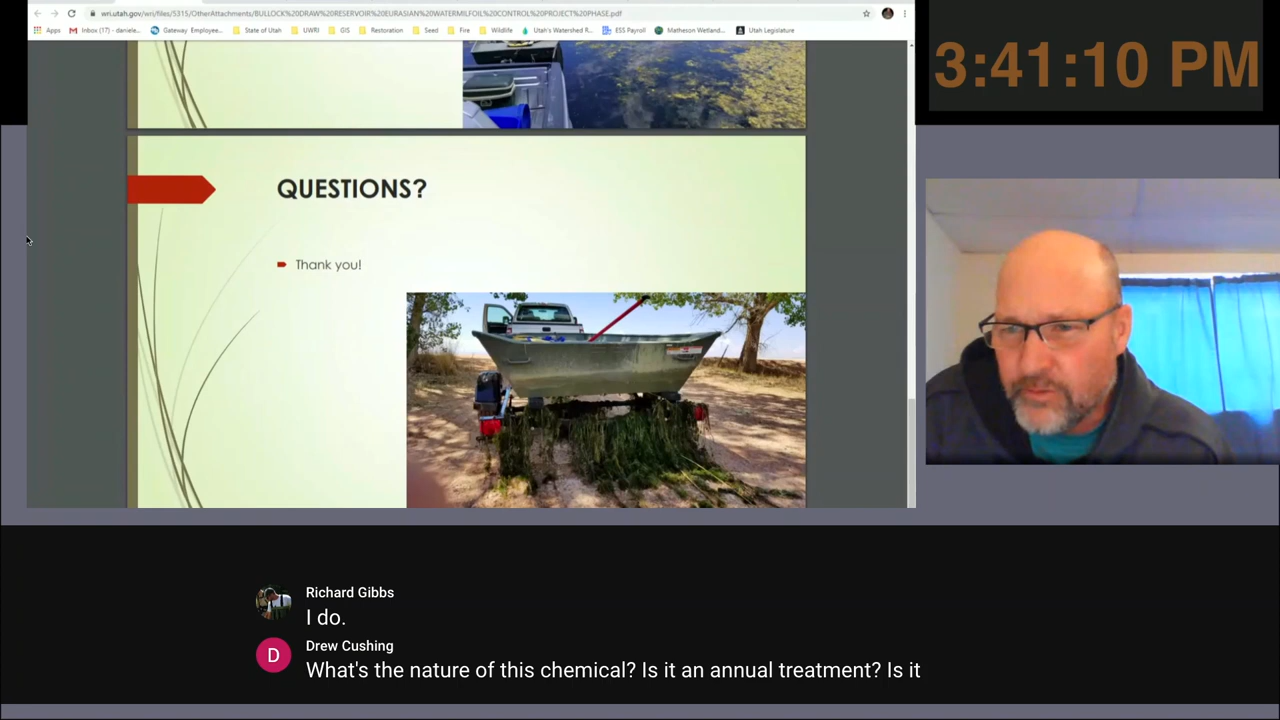 wri.utah.gov/wri/files/5315/OtherAttachments/BULLOCK%20DRAW%20RESERVOIR%20EURASIAN%20WATERMILFOIL%20CONTROL%20PROJECT%20PHASE.pdf
Apps Inbox (17) - daniele... Gateway Employee... State of Utah UWRI GIS Restoration Seed Fire Wildlife Utah's Watershed R... ESS Payroll Matheson Wetland... Utah Legislature
3:41:10 PM
QUESTIONS?
Thank you!
Richard Gibbs
I do.
D
Drew Cushing
What's the nature of this chemical? Is it an annual treatment? Is it